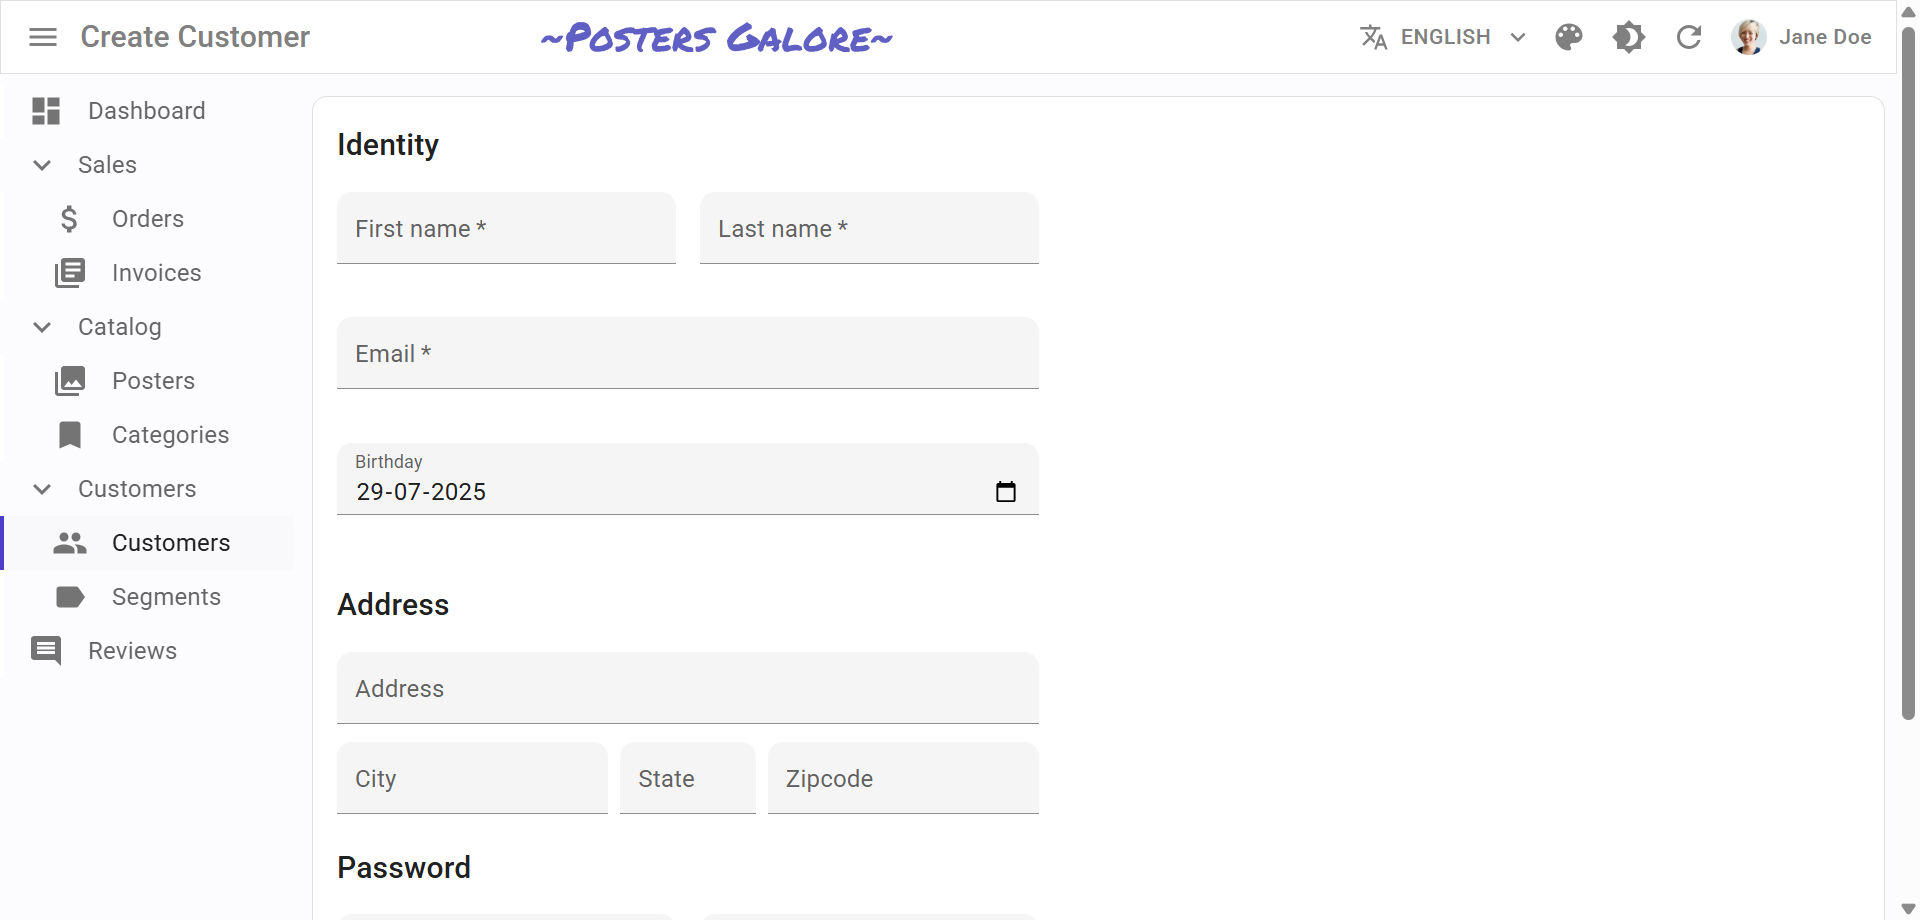 Create Customer
~Posters Galore~
ENGLISH
Jane Doe
Dashboard
Sales
Orders
Invoices
Catalog
Posters
Categories
Customers
Customers
Segments
Reviews
Identity
First name *
Last name *
Email *
Birthday
29-07-2025
Address
Address
City
State
Zipcode
Password